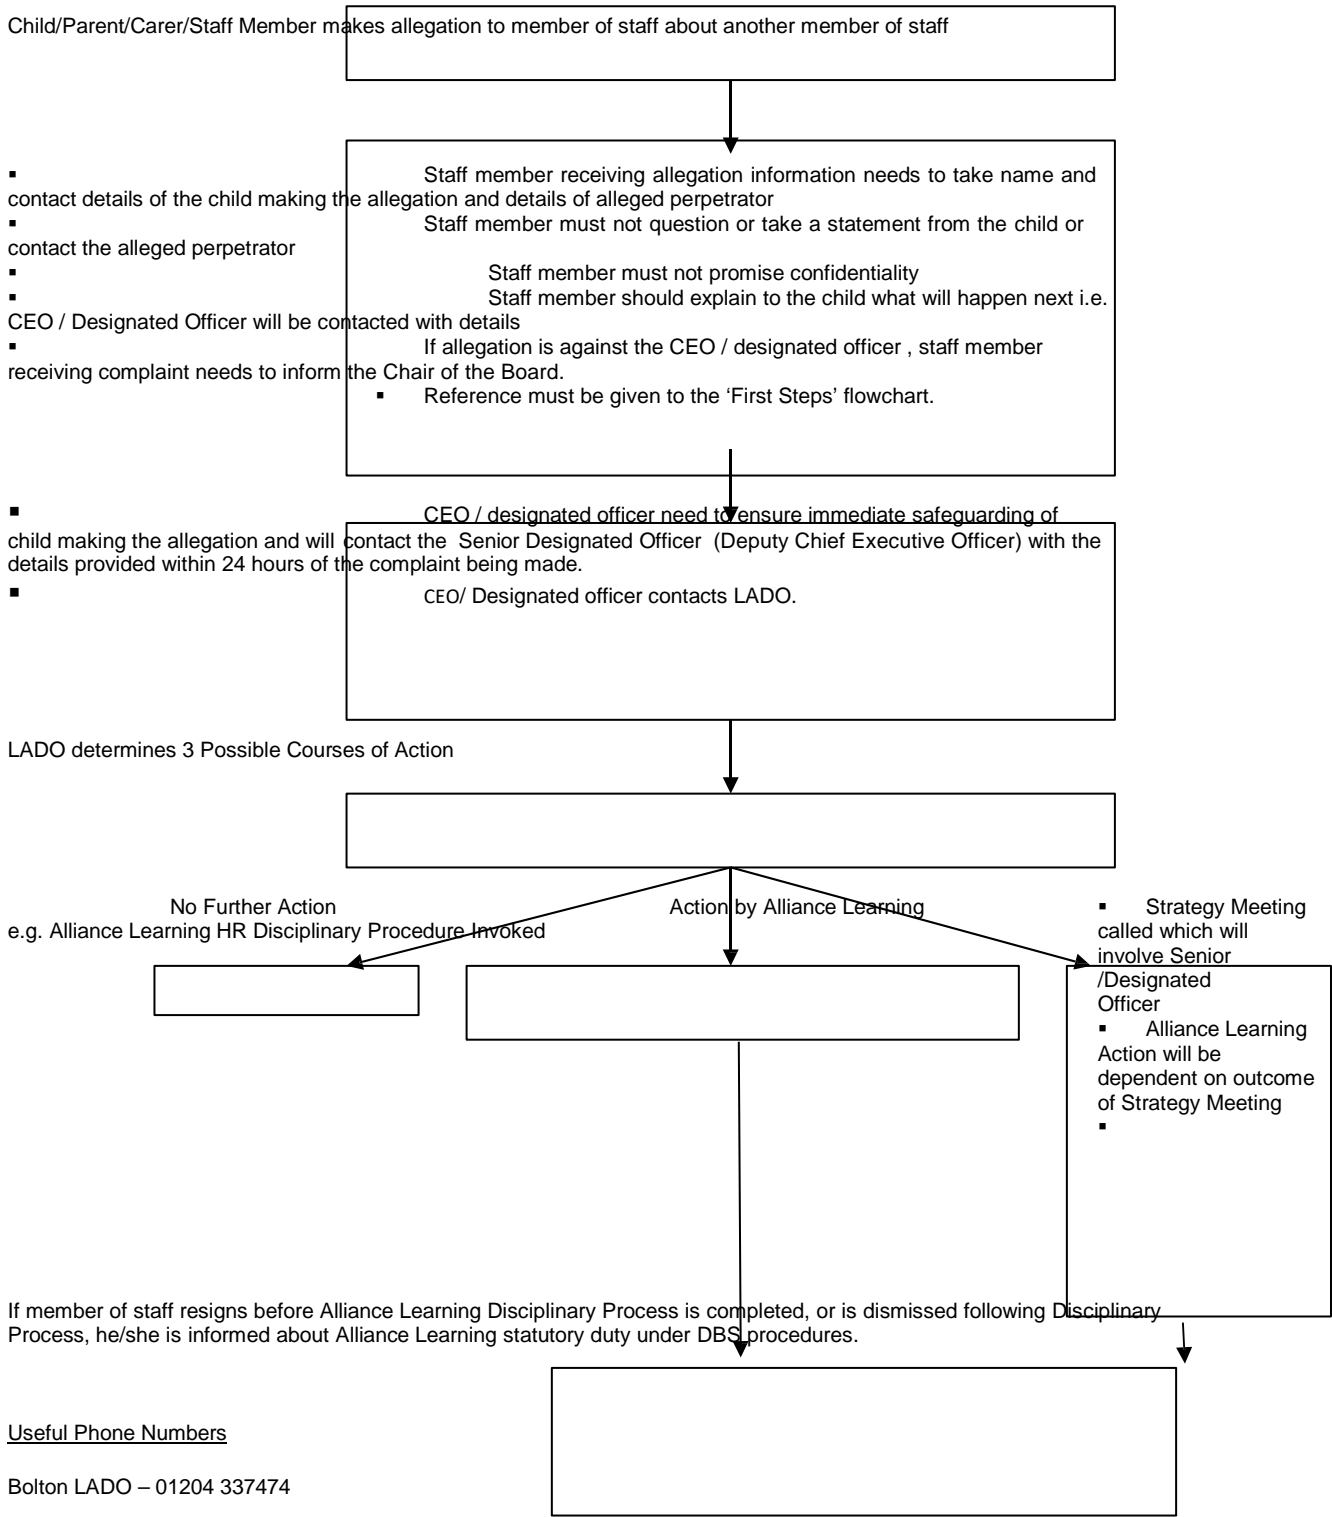 Child/Parent/Carer/Staff Member makes allegation to member of staff about another member of staff
▪ Staff member receiving allegation information needs to take name and
contact details of the child making the allegation and details of alleged perpetrator
▪ Staff member must not question or take a statement from the child or
contact the alleged perpetrator
▪ Staff member must not promise confidentiality
▪ Staff member should explain to the child what will happen next i.e.
CEO / Designated Officer will be contacted with details
▪ If allegation is against the CEO / designated officer , staff member
receiving complaint needs to inform the Chair of the Board.
▪ Reference must be given to the ‘First Steps’ flowchart.
▪ CEO / designated officer need to ensure immediate safeguarding of
child making the allegation and will contact the Senior Designated Officer (Deputy Chief Executive Officer) with the
details provided within 24 hours of the complaint being made.
▪ CEO/ Designated officer contacts LADO.
LADO determines 3 Possible Courses of Action
No Further Action
Action by Alliance Learning
e.g. Alliance Learning HR Disciplinary Procedure Invoked
▪ Strategy Meeting
called which will
involve Senior
/Designated
Officer
▪ Alliance Learning
Action will be
dependent on outcome
of Strategy Meeting
▪
If member of staff resigns before Alliance Learning Disciplinary Process is completed, or is dismissed following Disciplinary
Process, he/she is informed about Alliance Learning statutory duty under DBS procedures.
Useful Phone Numbers
Bolton LADO – 01204 337474